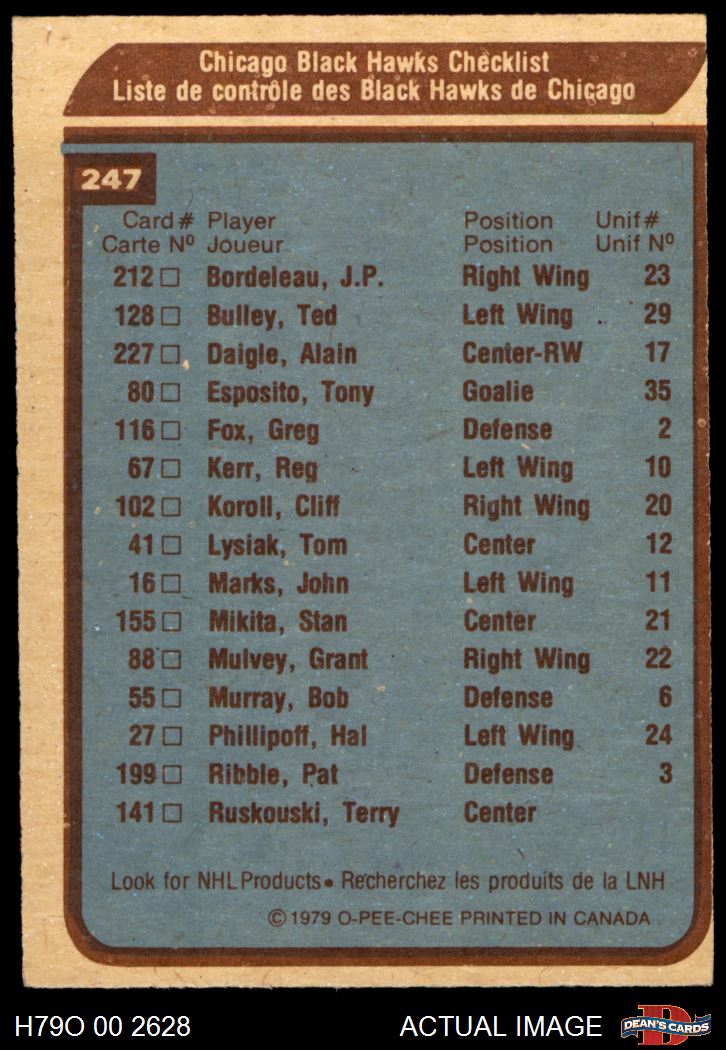 Chicago Black Hawks Checklist
Liste de contrôle des Black Hawks de Chicago
247
Card # Player Position Unif #
Carte Nº Joueur Position Unif Nº
212 □ Bordeleau, J.P. Right Wing 23
128 □ Bulley, Ted Left Wing 29
227 □ Daigle, Alain Center-RW 17
80 □ Esposito, Tony Goalie 35
116 □ Fox, Greg Defense 2
67 □ Kerr, Reg Left Wing 10
102 □ Koroll, Cliff Right Wing 20
41 □ Lysiak, Tom Center 12
16 □ Marks, John Left Wing 11
155 □ Mikita, Stan Center 21
88 □ Mulvey, Grant Right Wing 22
55 □ Murray, Bob Defense 6
27 □ Phillipoff, Hal Left Wing 24
199 □ Ribble, Pat Defense 3
141 □ Ruskouski, Terry Center
Look for NHL Products • Recherchez les produits de la LNH
© 1979 O-PEE-CHEE PRINTED IN CANADA
H79O 00 2628 ACTUAL IMAGE DEAN'S CARDS